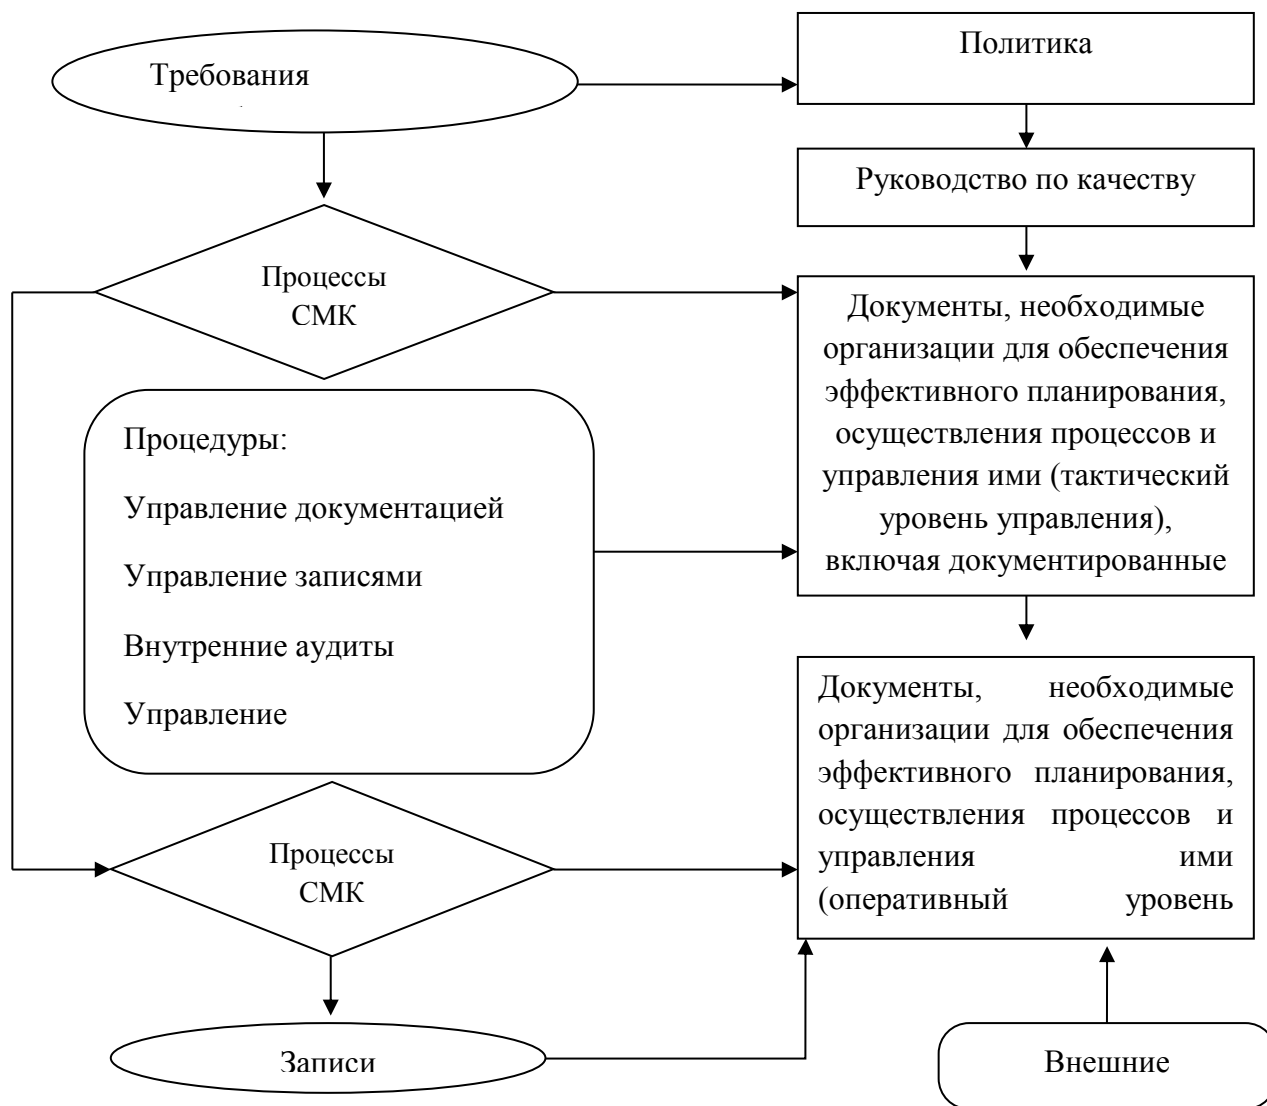 Требования
Политика
Руководство по качеству
Процессы
СМК
Документы, необходимые
организации для обеспечения
эффективного планирования,
осуществления процессов и
управления ими (тактический
уровень управления),
включая документированные
Процедуры:
Управление документацией
Управление записями
Внутренние аудиты
Управление
Документы, необходимые
организации для обеспечения
эффективного планирования,
осуществления процессов и
управления ими
(оперативный уровень
Процессы
СМК
Записи
Внешние